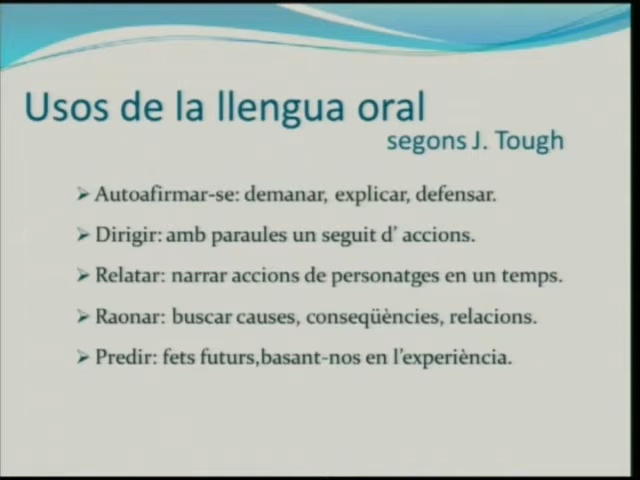 Usos de la llengua oral
segons J. Tough
Autoafirmar-se: demanar, explicar, defensar.
Dirigir: amb paraules un seguit d' accions.
Relatar: narrar accions de personatges en un temps.
Raonar: buscar causes, conseqüències, relacions.
Predir: fets futurs,basant-nos en l'experiència.